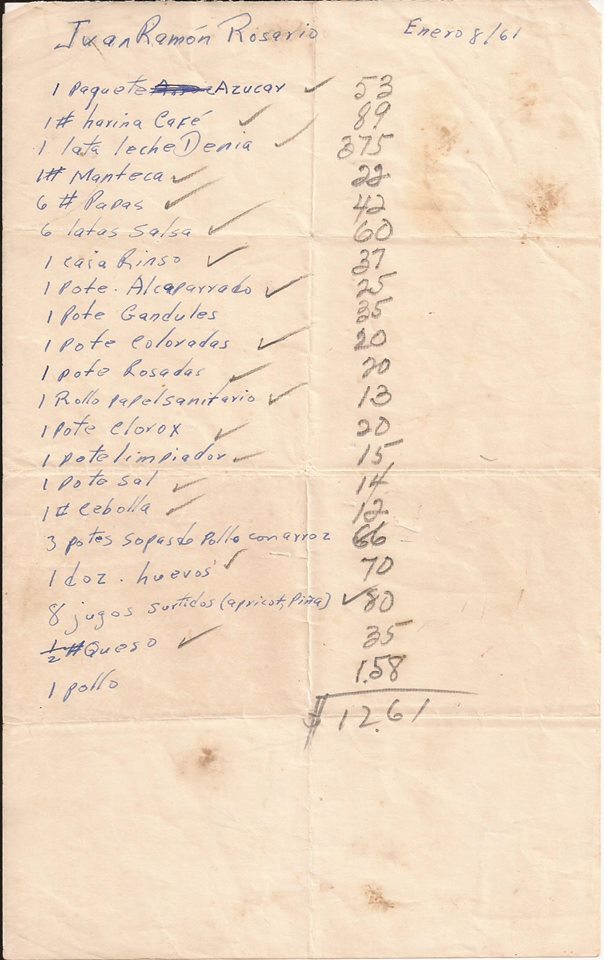 Juan Ramón Rosario Enero 8/61
1 paquete Azucar ✓ 53
1# harina Café ✓ 89
1 lata leche Denia ✓ 375
1# Manteca ✓ 22
6 # Papas ✓ 42
6 latas Salsa ✓ 60
1 caja Rinso ✓ 37
1 Pote. Alcaparrado ✓ 25
1 Pote Gandules 35
1 Pote Coloradas ✓ 20
1 pote Rosadas ✓ 20
1 Rollo papel sanitario ✓ 13
1 Pote Clorox ✓ 20
1 pote limpiador ✓ 15
1 Pote sal ✓ 14
1# Cebolla ✓ 12
3 potes Sopas de Pollo con arroz 66
1 doz. huevos ✓ 70
8 jugos surtidos (apricot, Piña) ✓ 80
1/2 # Queso ✓ 35
1 pollo 1.58
$ 12.61